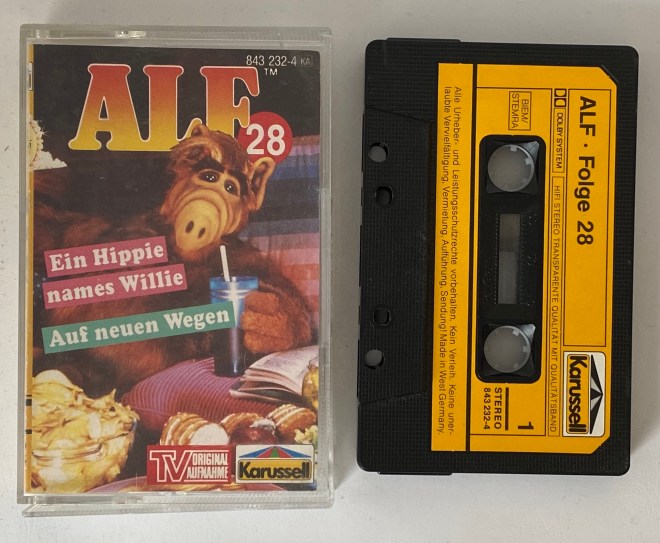 843 232-4 KA
ALF
TM
28
Ein Hippie
names Willie
Auf neuen Wegen
TV ORIGINAL
AUFNAHME
Karussell
ALF · Folge 28
DOLBY SYSTEM
HIFI STEREO TRANSPARENTE QUALITÄT MIT QUALITÄTSBAND
BIEM/
STEMRA
Karussell
1
STEREO
843 232-4
Alle Urheber- und Leistungsschutzrechte vorbehalten. Kein Verleih. Keine uner-
laubte Vervielfältigung, Vermietung, Aufführung, Sendung! Made in West Germany.